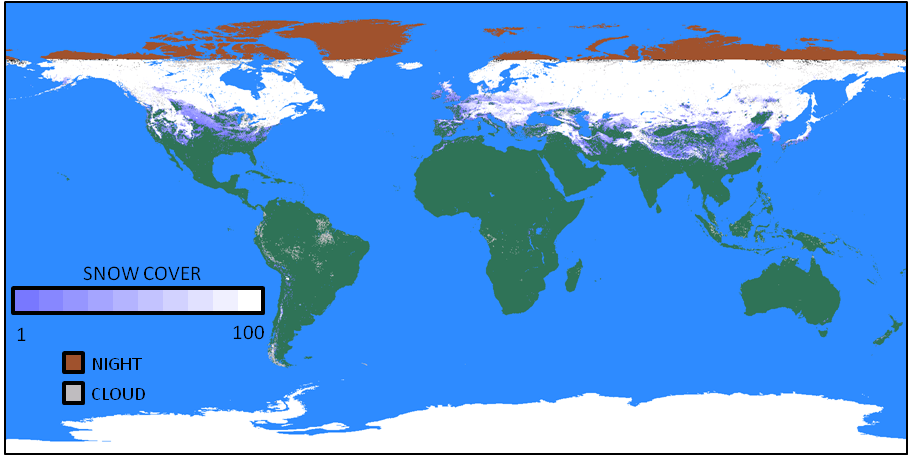 SNOW COVER
1 100
NIGHT
CLOUD